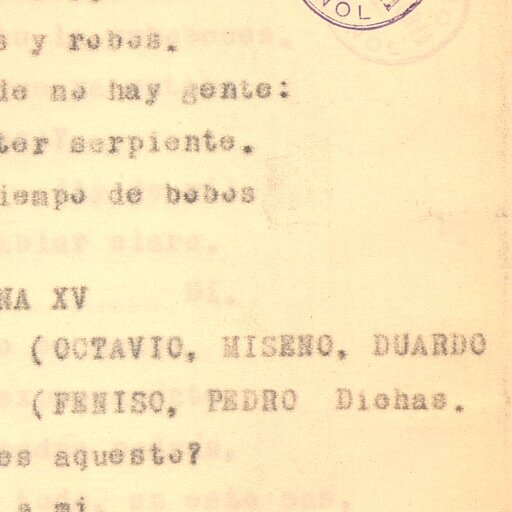 VOL
s y robos.
de no hay gente:
ter serpiente.
iempo de bobos
NA XV
(OCTAVIO, MISENO, DUARDO
(FENISO, PEDRO Dichas.
es aquesto?
a mi